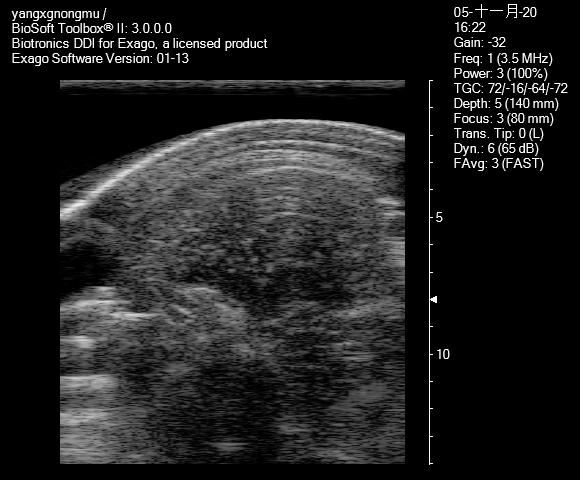 yangxgnongmu /
BioSoft Toolbox® II: 3.0.0.0
Biotronics DDI for Exago, a licensed product
Exago Software Version: 01-13
05-十一月-20
16:22
Gain: -32
Freq: 1 (3.5 MHz)
Power: 3 (100%)
TGC: 72/-16/-64/-72
Depth: 5 (140 mm)
Focus: 3 (80 mm)
Trans. Tip: 0 (L)
Dyn.: 6 (65 dB)
FAvg: 3 (FAST)
5
10